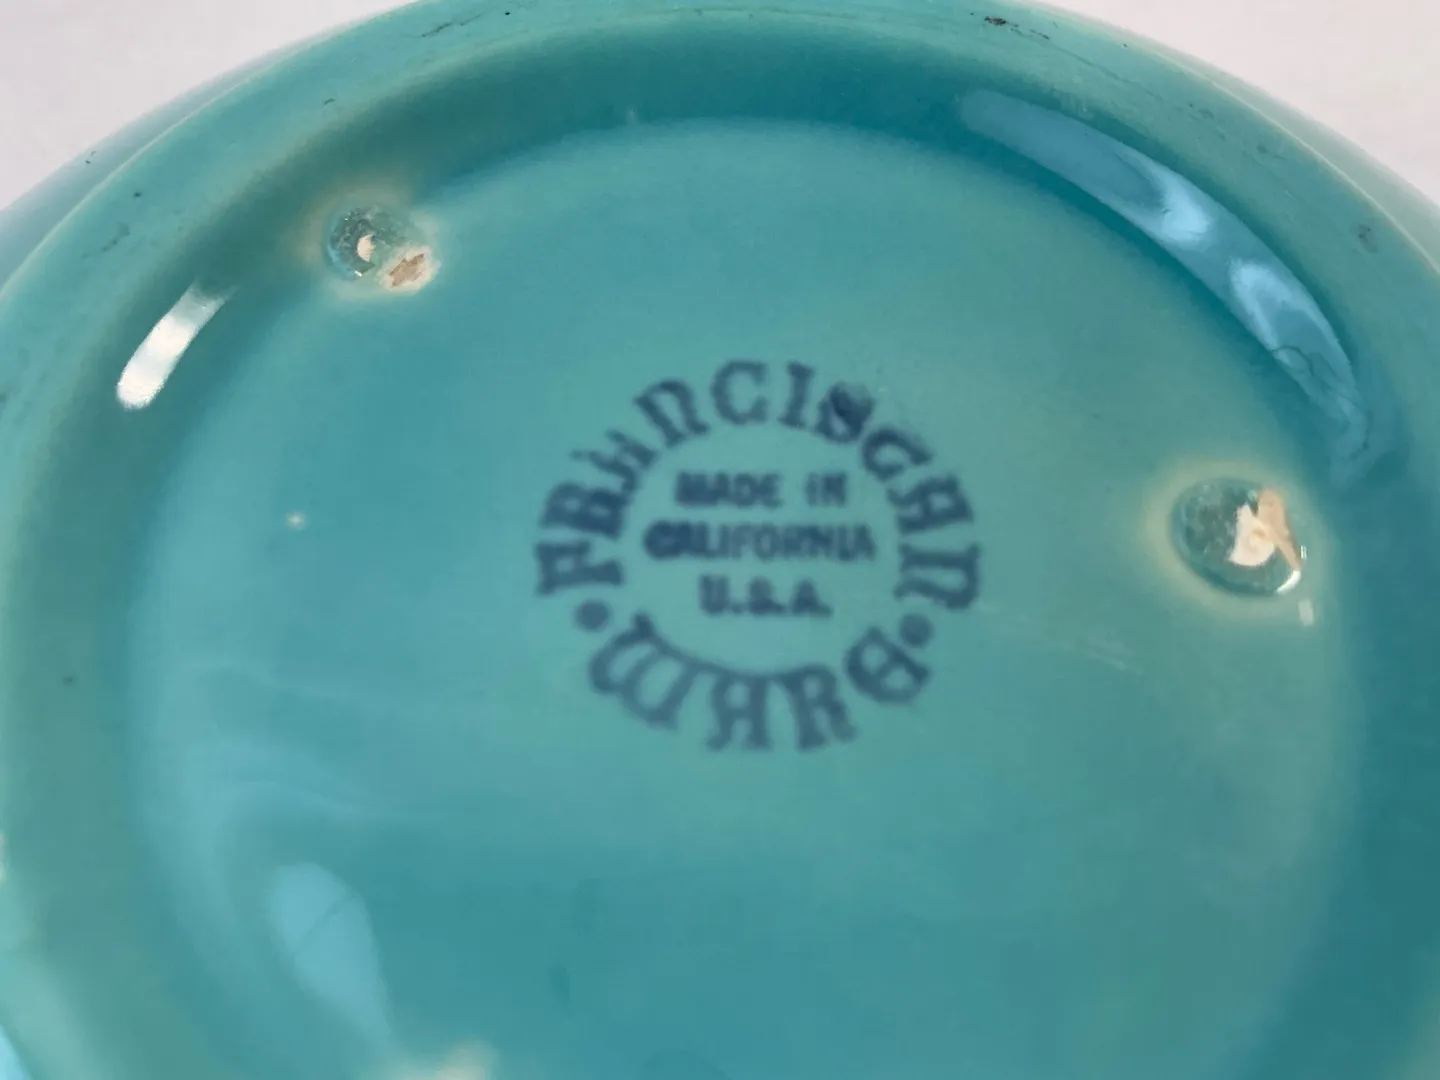 FRANCISCAN
MADE IN
CALIFORNIA
U.S.A.
• WARE •